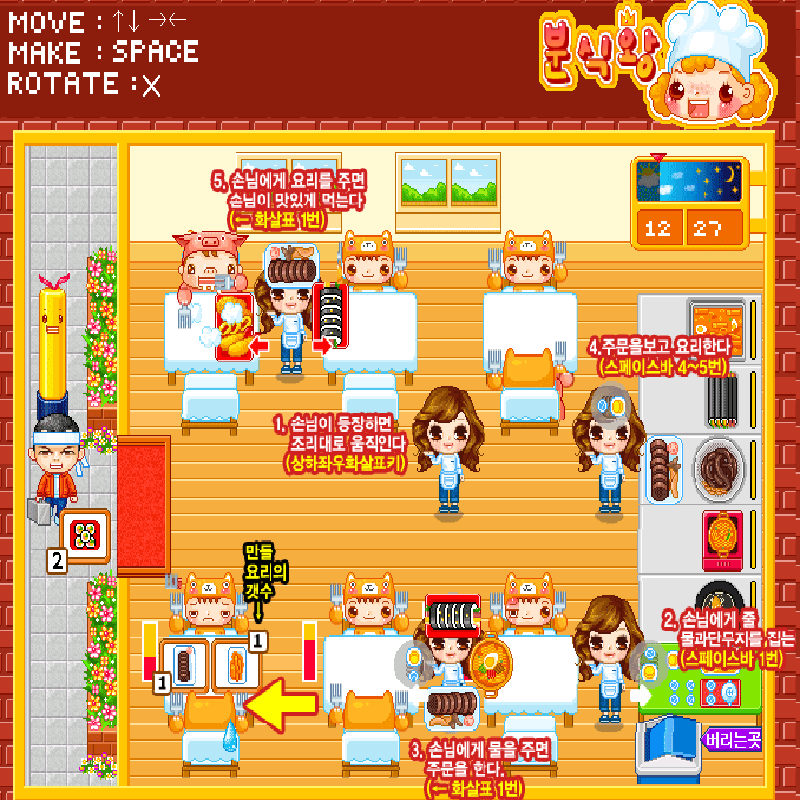 MOVE : ↑↓→←
MAKE : SPACE
ROTATE : X
분식왕
12 27
5, 손님에게 요리를 주면
손님이 맛있게 먹는다
(← 화살표 1번)
4.주문을보고 요리한다
(스페이스바 4~5번)
1, 손님이 등장하면,
조리대로 움직인다
(상하좌우화살표키)
2
만들
요리의
갯수
1
1
2, 손님에게 줄
물과단무지를 집는
(스페이스바 1번)
버리는곳
3. 손님에게 물을 주면
주문을 한다.
(← 화살표 1번)